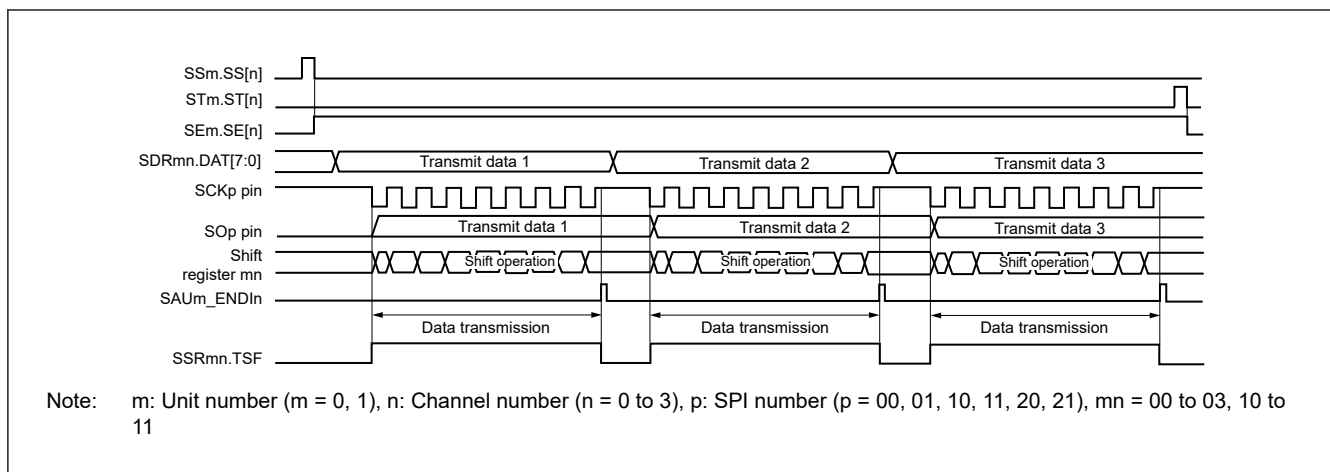 SSm.SS[n]
STm.ST[n]
SEm.SE[n]
SDRmn.DAT[7:0] Transmit data 1 Transmit data 2 Transmit data 3
SCKp pin
SOp pin Transmit data 1 Transmit data 2 Transmit data 3
Shift
register mn Shift operation Shift operation Shift operation
SAUm_ENDIn
Data transmission Data transmission Data transmission
SSRmn.TSF
Note: m: Unit number (m = 0, 1), n: Channel number (n = 0 to 3), p: SPI number (p = 00, 01, 10, 11, 20, 21), mn = 00 to 03, 10 to
11